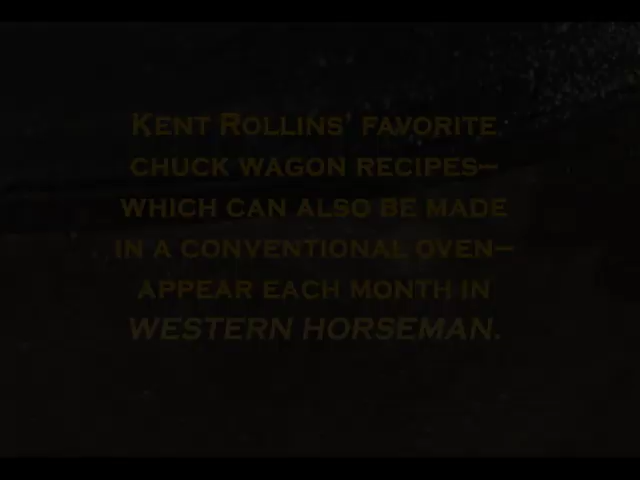 KENT ROLLINS' FAVORITE
CHUCK WAGON RECIPES—
WHICH CAN ALSO BE MADE
IN A CONVENTIONAL OVEN—
APPEAR EACH MONTH IN
WESTERN HORSEMAN.